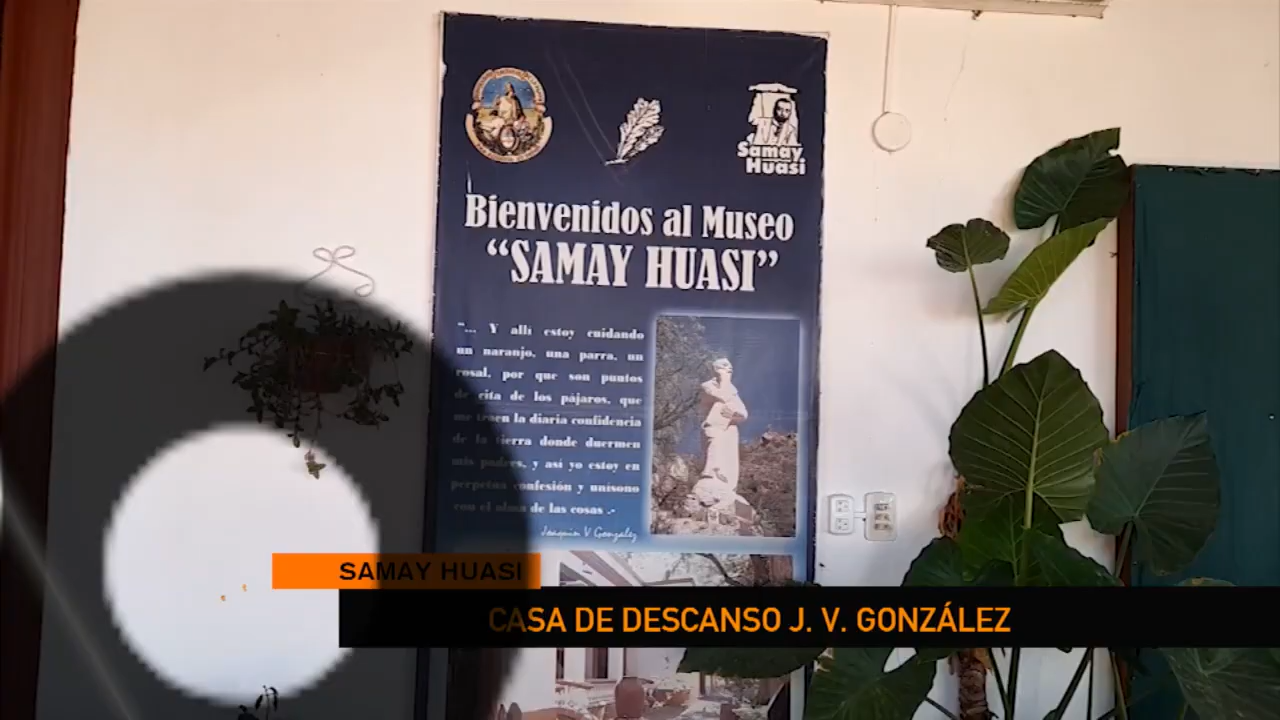 Samay
Huasi
Bienvenidos al Museo
“SAMAY HUASI”
“... Y allí estoy cuidando
un naranjo, una parra, un
rosal, por que son puntos
de cita de los pájaros, que
me traen la diaria confidencia
de la tierra donde duermen
mis padres, y así yo estoy en
perpetua confesión y unísono
con el alma de las cosas .-
Joaquin V Gonzalez
SAMAY HUASI
CASA DE DESCANSO J. V. GONZÁLEZ